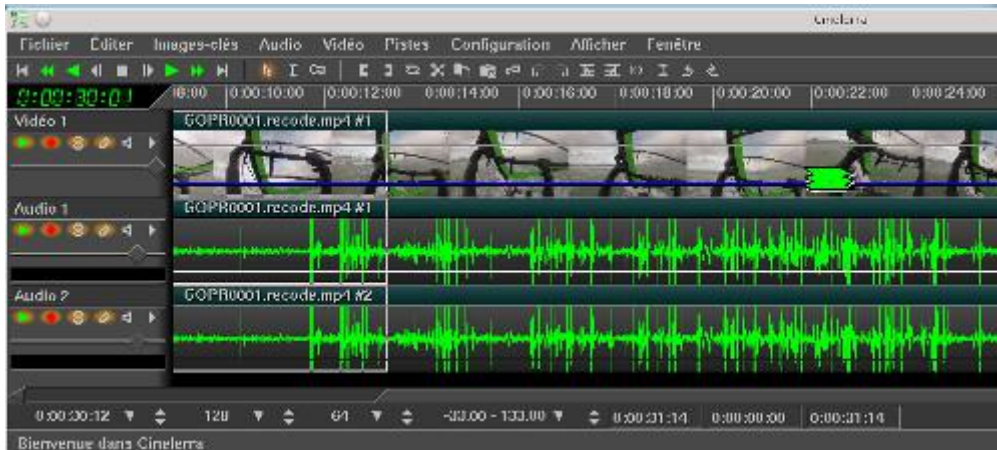 Cinelerra
Fichier Éditer Images-clés Audio Vidéo Pistes Configuration Afficher Fenêtre
0:00:30:01 0:00:10:00 0:00:12:00 0:00:14:00 0:00:16:00 0:00:18:00 0:00:20:00 0:00:22:00 0:00:24:00
Vidéo 1 GOPR0001.recode.mp4 #1
Audio 1 GOPR0001.recode.mp4 #1
Audio 2 GOPR0001.recode.mp4 #2
0:00:30:12 128 64 0:00:31:14 0:00:00:00 0:00:31:14
Bienvenue dans Cinelerra